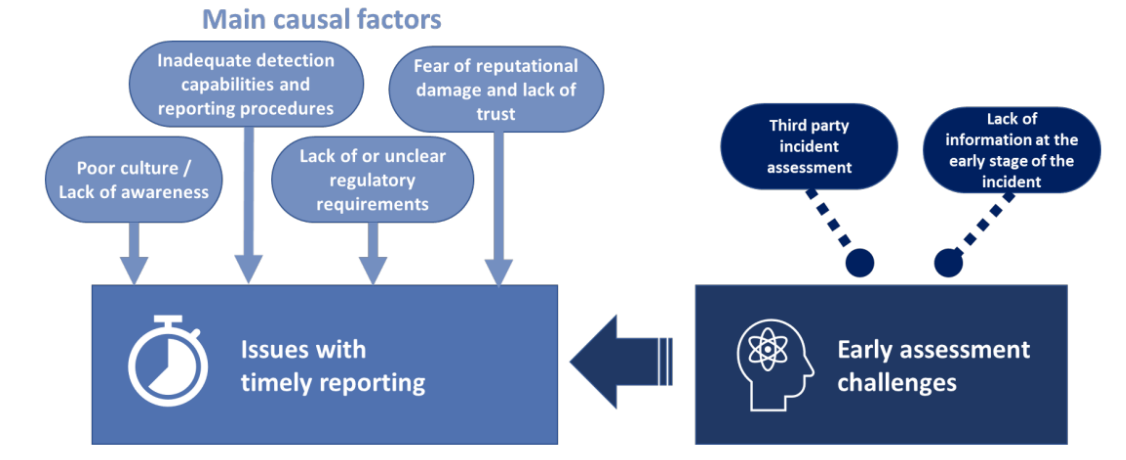 Main causal factors
Inadequate detection
capabilities and
reporting procedures
Fear of reputational
damage and lack of
trust
Poor culture /
Lack of awareness
Lack of or unclear
regulatory
requirements
Third party
incident
assessment
Lack of
information at the
early stage of the
incident
Issues with
timely reporting
Early assessment
challenges